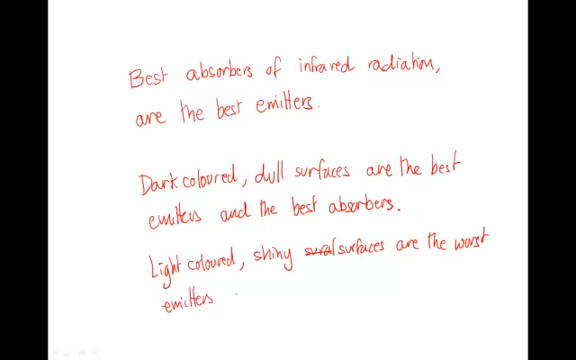 Best absorbers of infrared radiation,
are the best emitters.
Dark coloured, dull surfaces are the best
emitters and the best absorbers.
Light coloured, shiny surfaces are the worst
emitters